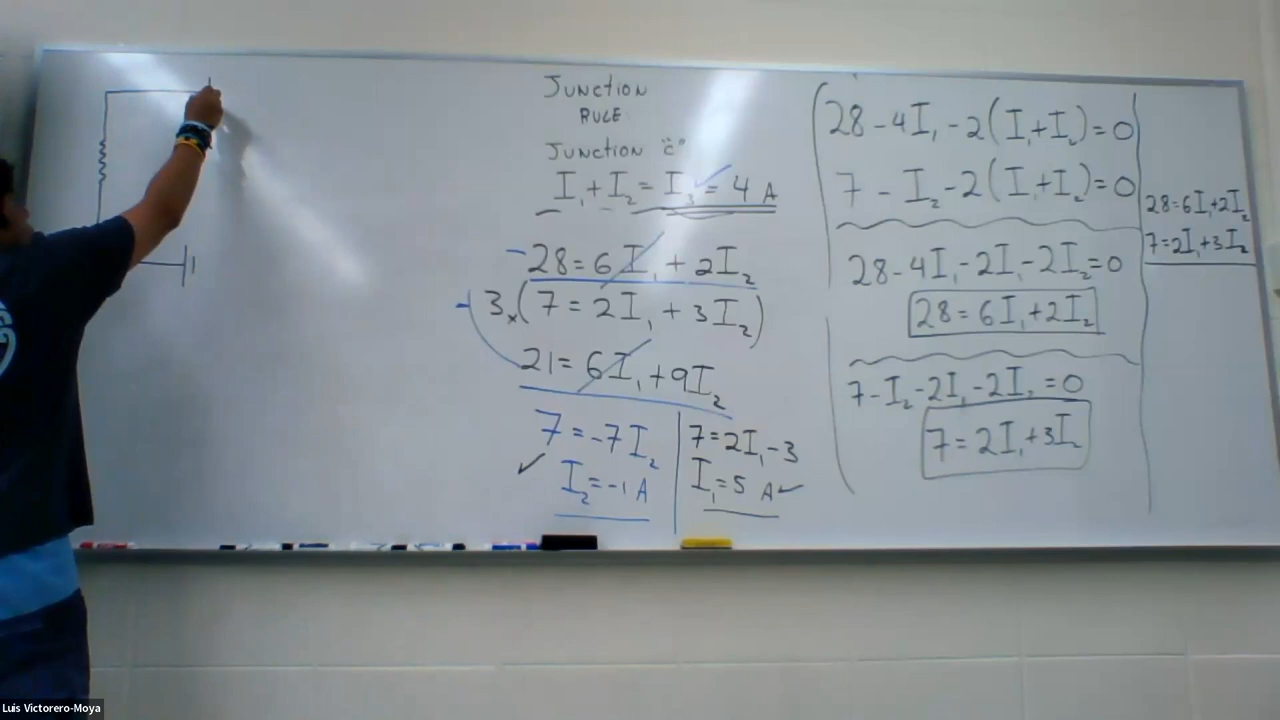 JUNCTION
RULE
JUNCTION "c"
I₁ + I₂ = I₃ = 4 A
28 = 6I₁ + 2I₂
-3x(7 = 2I₁ + 3I₂)
21 = 6I₁ + 9I₂
7 = -7I₂
I₂ = -1 A
7 = 2I₁ - 3
I₁ = 5 A
28 - 4I₁ - 2(I₁ + I₂) = 0
7 - I₂ - 2(I₁ + I₂) = 0
28 - 4I₁ - 2I₁ - 2I₂ = 0
28 = 6I₁ + 2I₂
7 - I₂ - 2I₁ - 2I₂ = 0
7 = 2I₁ + 3I₂
28 = 6I₁ + 2I₂
7 = 2I₁ + 3I₂
Luis Victorero-Moya